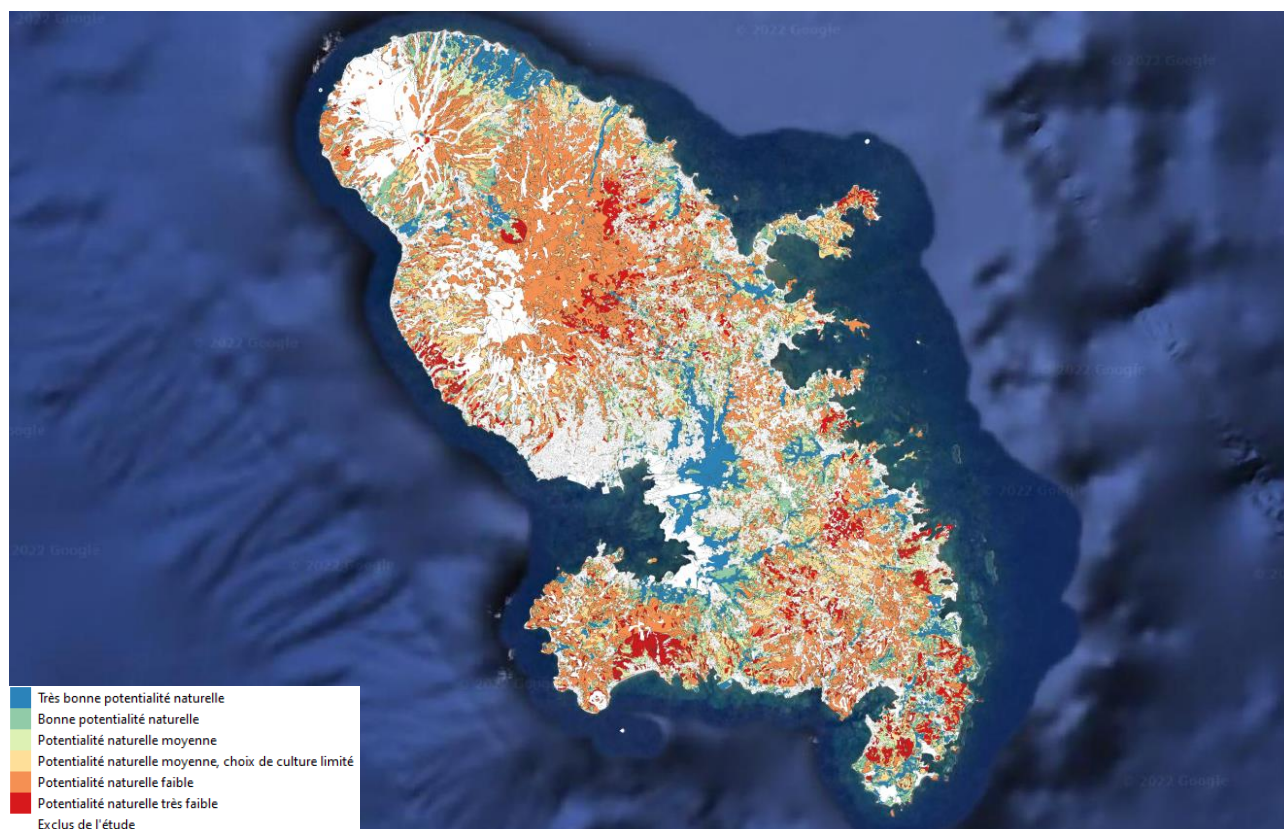 2022 Google
© 2022 Google
© 2022 Google
© 2022 Google
© 2022 Google
Google
© 2022 Google
2022 Google
© 2022 Google
© 2022 Google
Très bonne potentialité naturelle
Bonne potentialité naturelle
Potentialité naturelle moyenne
Potentialité naturelle moyenne, choix de culture limité
Potentialité naturelle faible
Potentialité naturelle très faible
Exclus de l'étude